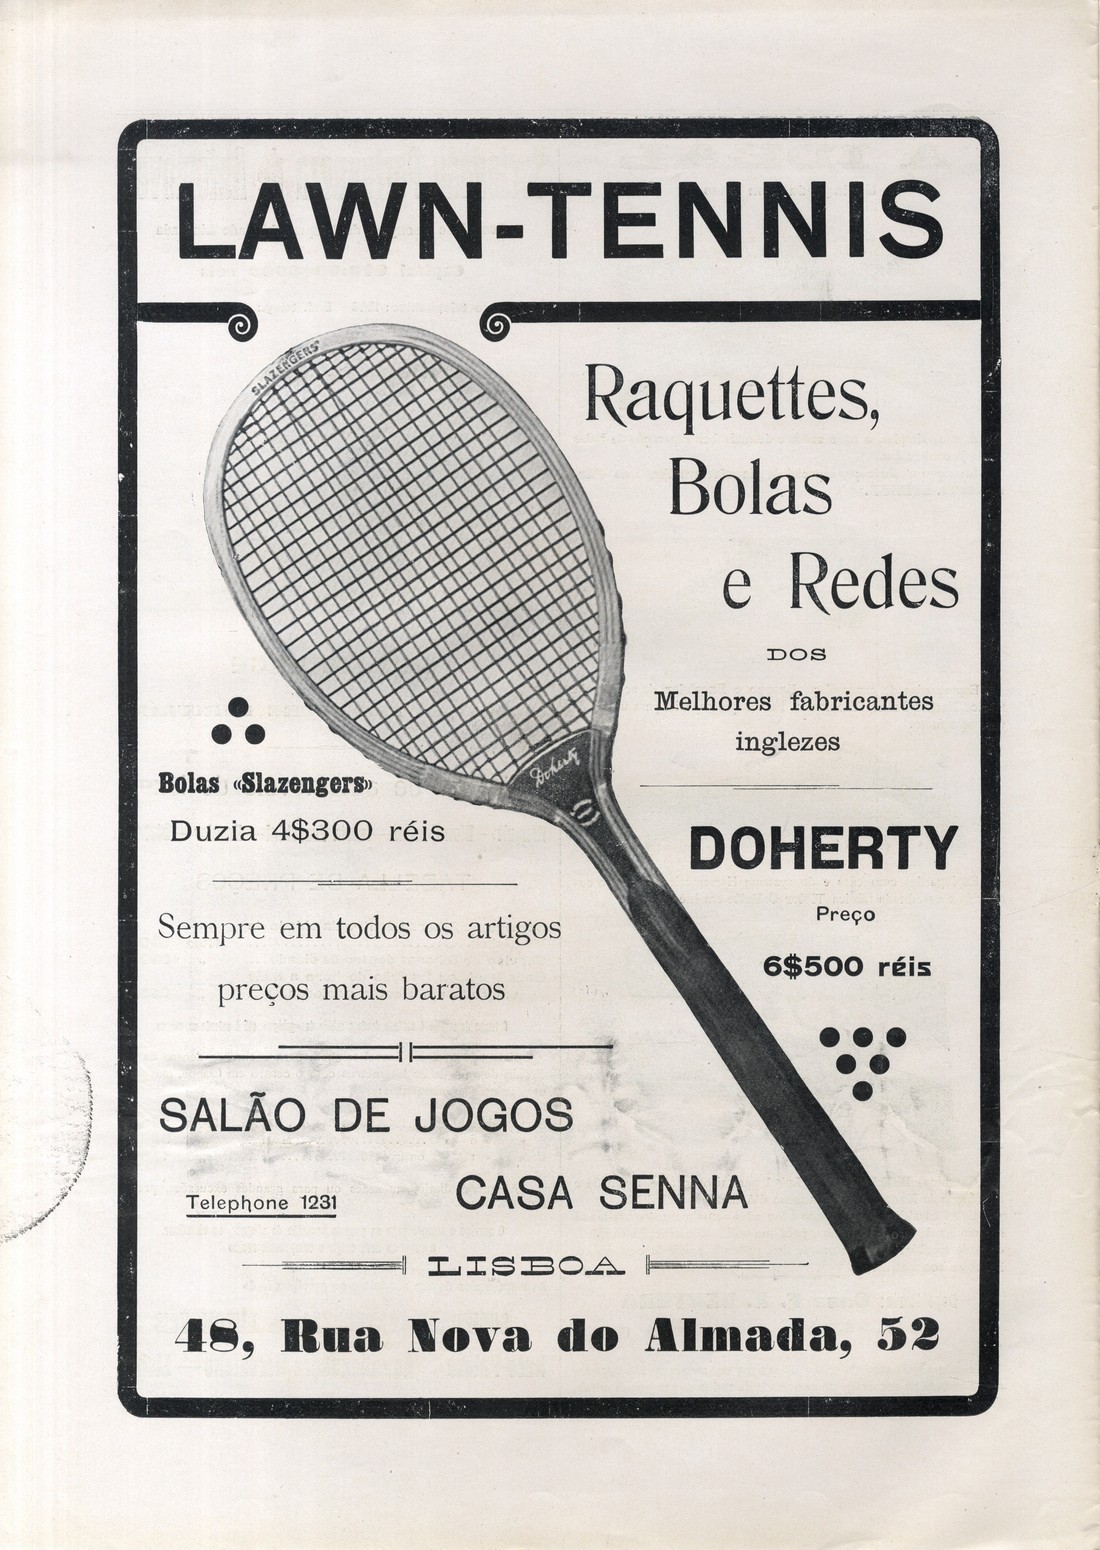 LAWN-TENNIS
SLAZENGERS
Raquettes,
Bolas
e Redes
DOS
Melhores fabricantes
inglezes
Doherty
Bolas «Slazengers»
Duzia 4$300 réis
DOHERTY
Preço
6$500 réis
Sempre em todos os artigos
preços mais baratos
SALÃO DE JOGOS
Telephone 1231
CASA SENNA
LISBOA
48, Rua Nova do Almada, 52